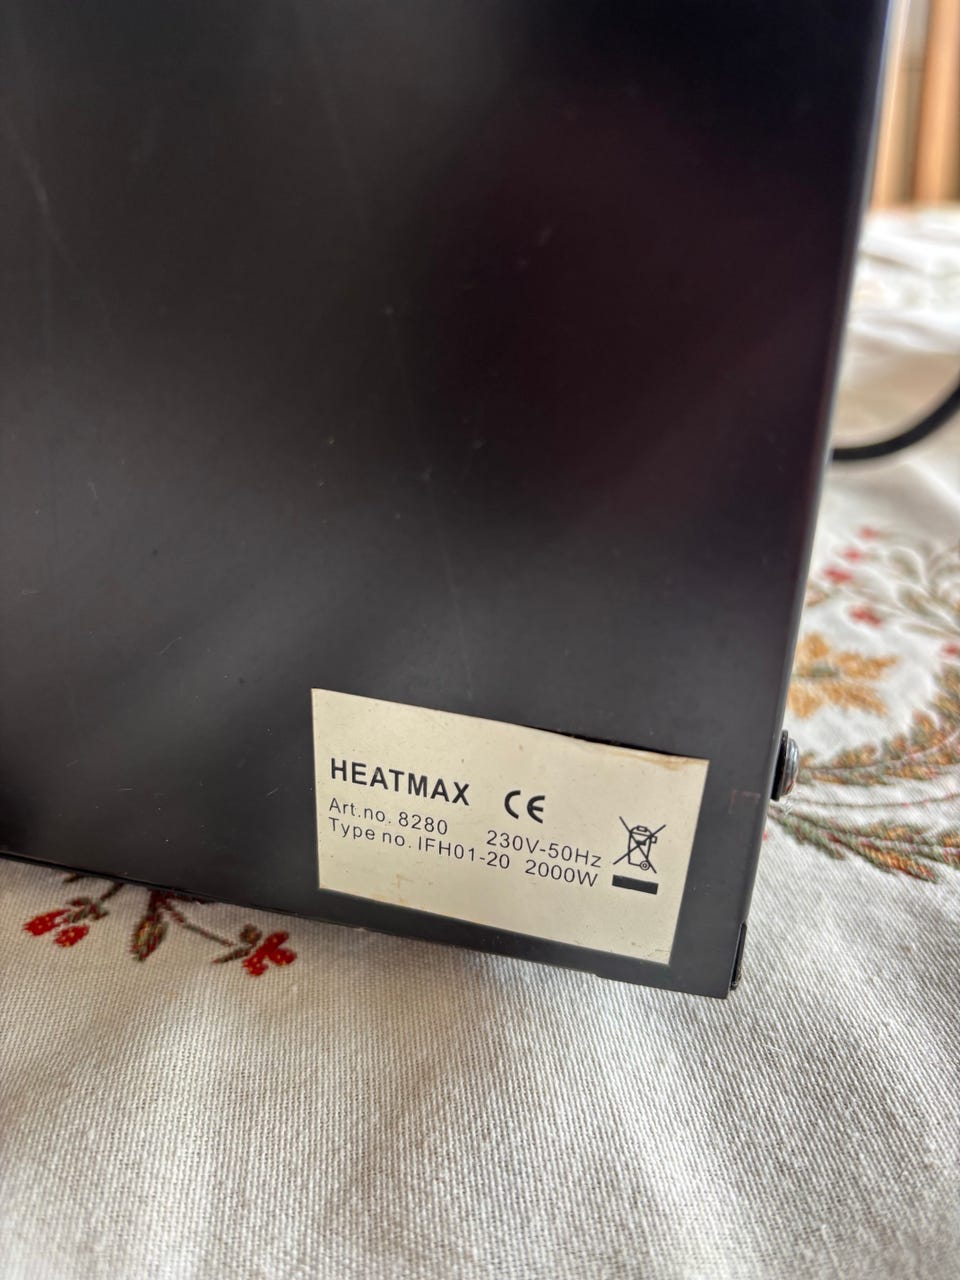 HEATMAX CE
Art.no. 8280 230V-50Hz
Type no. IFH01-20 2000W